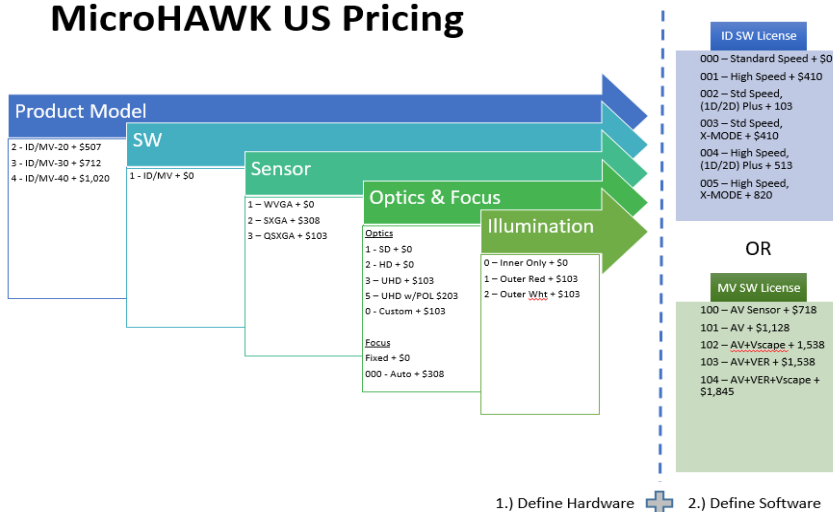 MicroHAWK US Pricing
Product Model
2 - ID/MV-20 + $507
3 - ID/MV-30 + $712
4 - ID/MV-40 + $1,020
SW
1 - ID/MV + $0
Sensor
1 – WVGA + $0
2 – SXGA + $308
3 – QSXGA + $103
Optics & Focus
Optics
1 - SD + $0
2 - HD + $0
3 – UHD + $103
5 – UHD w/POL $203
0 - Custom + $103
Focus
Fixed + $0
000 - Auto + $308
Illumination
0 – Inner Only + $0
1 – Outer Red + $103
2 – Outer Wht + $103
ID SW License
000 – Standard Speed + $0
001 – High Speed + $410
002 – Std Speed,
(1D/2D) Plus + 103
003 – Std Speed,
X-MODE + $410
004 – High Speed,
(1D/2D) Plus + 513
005 – High Speed,
X-MODE + 820
OR
MV SW License
100 – AV Sensor + $718
101 – AV + $1,128
102 – AV+Vscape + 1,538
103 – AV+VER + $1,538
104 – AV+VER+Vscape +
$1,845
1.) Define Hardware
2.) Define Software